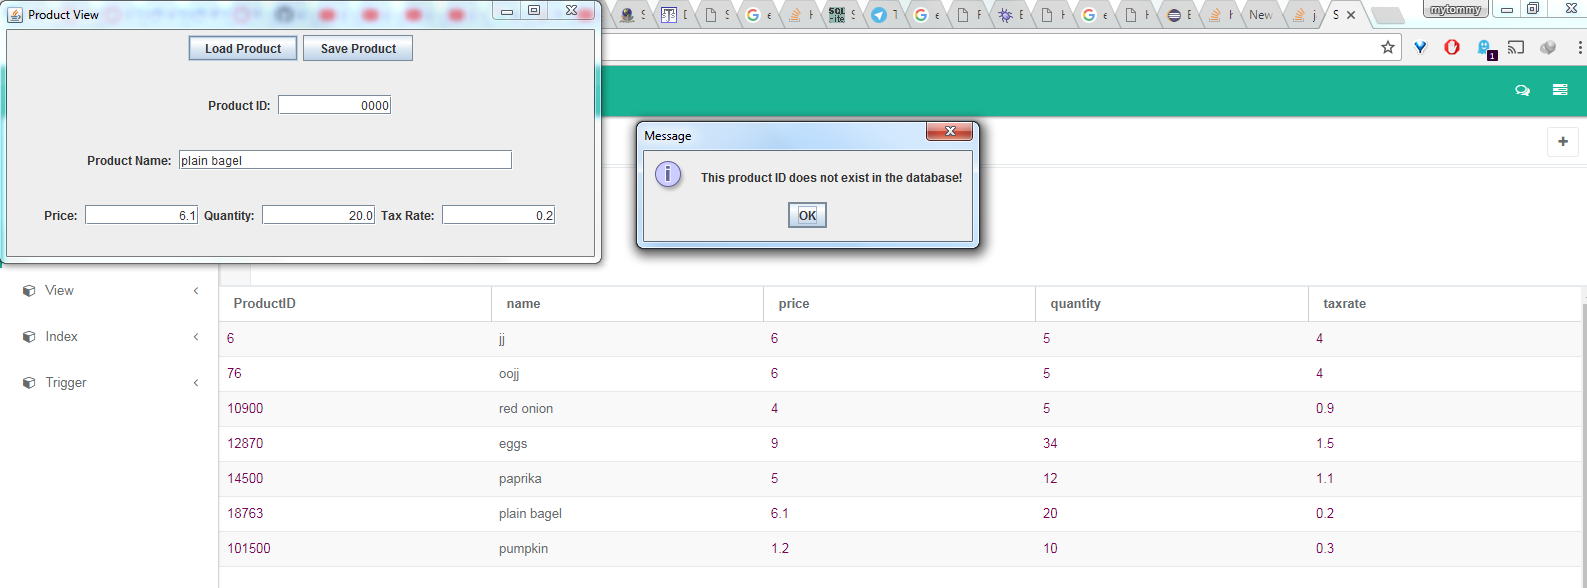 Product View
Load Product Save Product
Product ID: 0000
Product Name: plain bagel
Price: 6.1 Quantity: 20.0 Tax Rate: 0.2
S SQL ite S T e F E H New j S
mytommy
1
Message
This product ID does not exist in the database!
OK
View
Index
Trigger
ProductID name price quantity taxrate
6 jj 6 5 4
76 oojj 6 5 4
10900 red onion 4 5 0.9
12870 eggs 9 34 1.5
14500 paprika 5 12 1.1
18763 plain bagel 6.1 20 0.2
101500 pumpkin 1.2 10 0.3